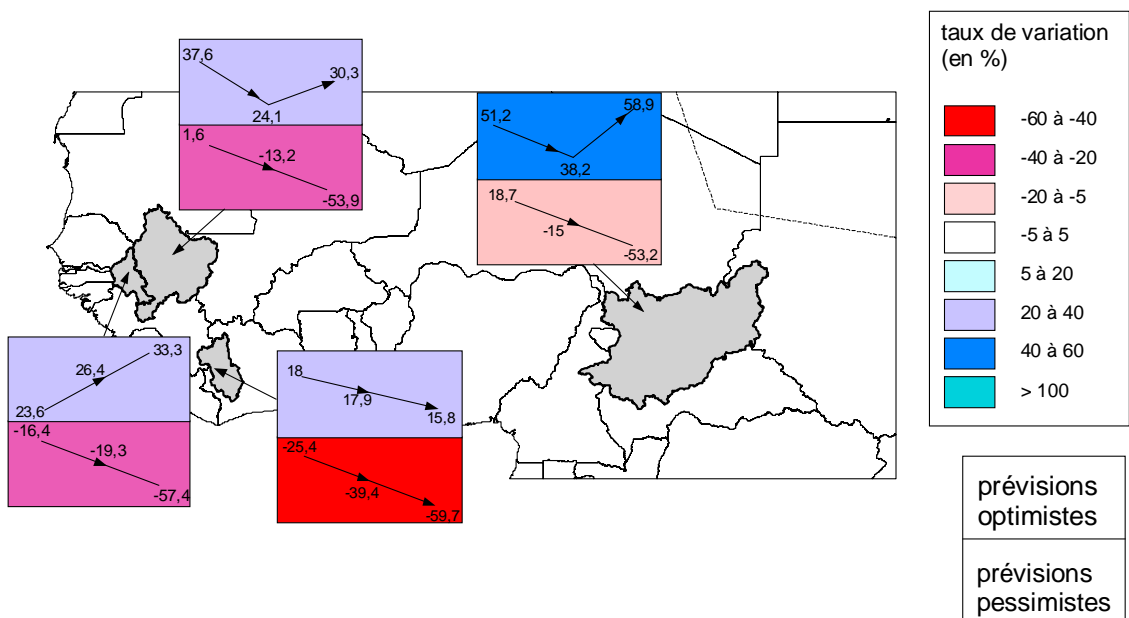 37,6
30,3
24,1
1,6
-13,2
-53,9
51,2
58,9
38,2
18,7
-15
-53,2
33,3
26,4
23,6
-16,4
-19,3
-57,4
18
17,9
15,8
-25,4
-39,4
-59,7
taux de variation
(en %)
-60 à -40
-40 à -20
-20 à -5
-5 à 5
5 à 20
20 à 40
40 à 60
> 100
prévisions
optimistes
prévisions
pessimistes